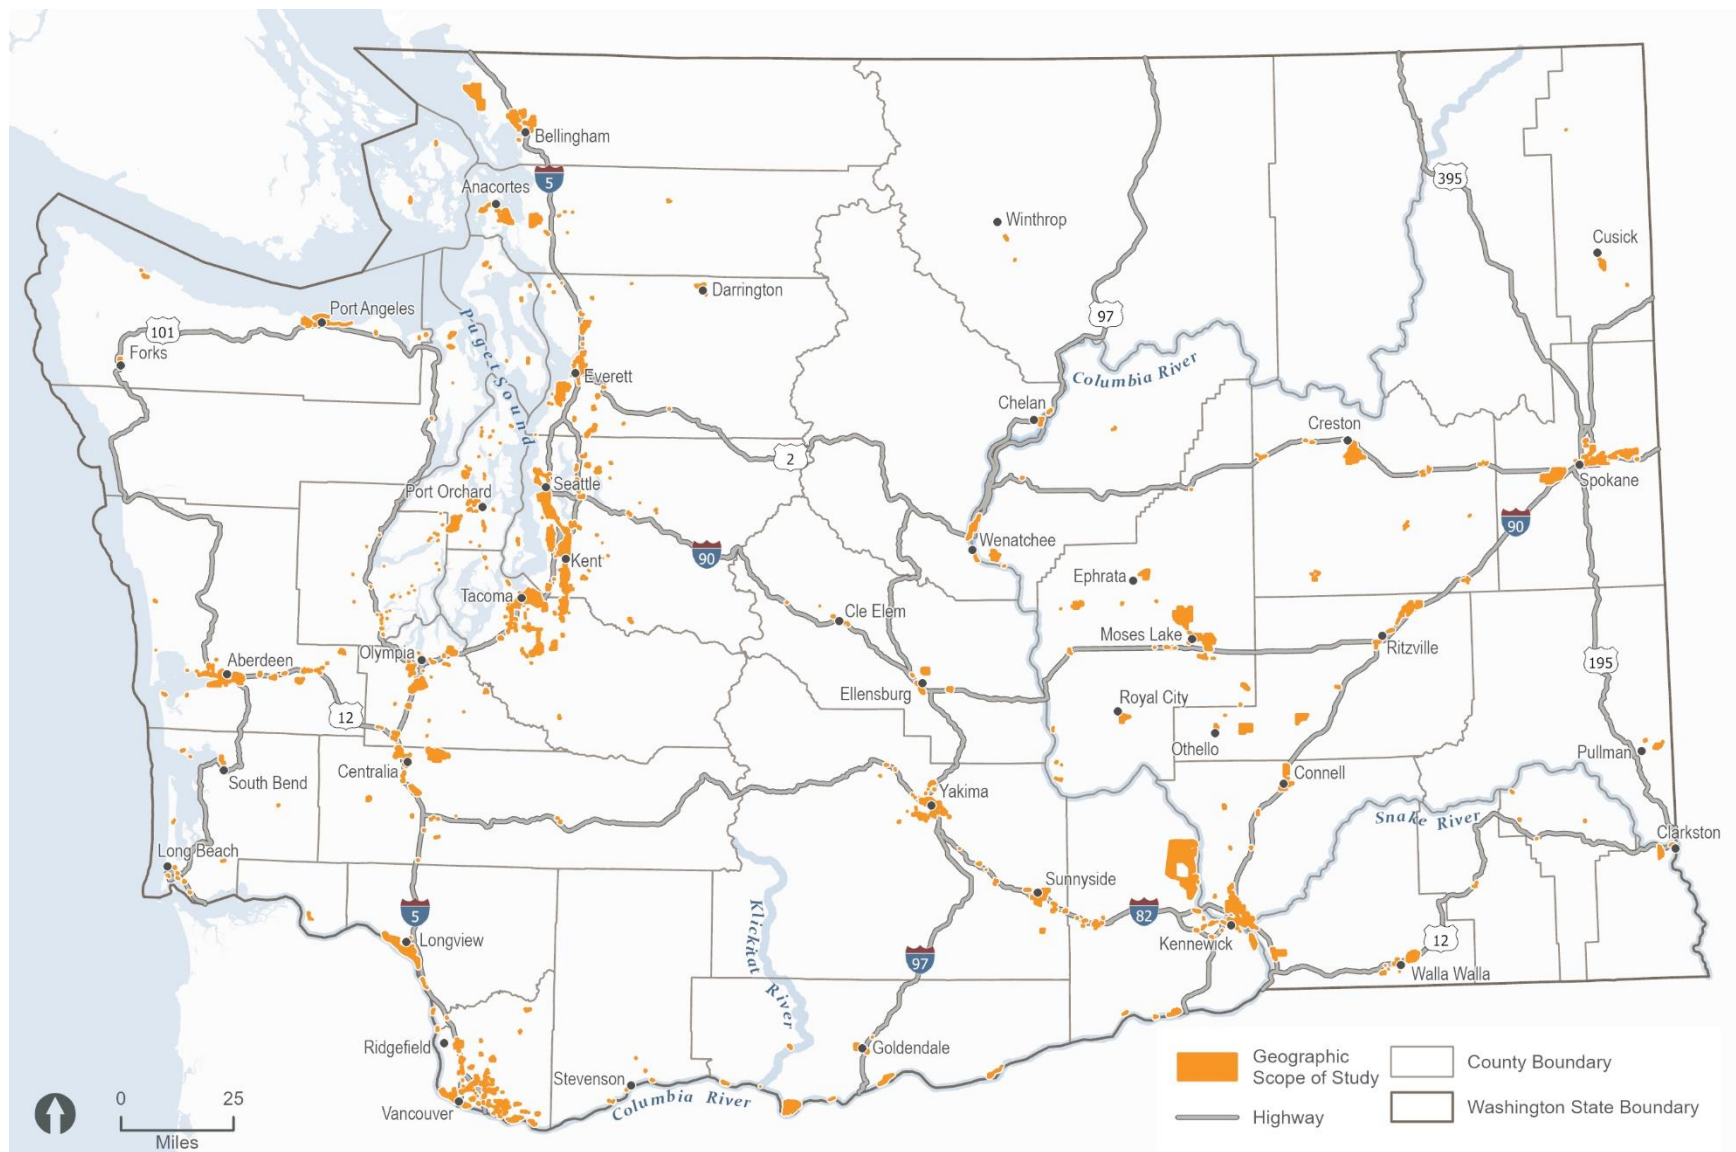 Bellingham
5
Anacortes
395
Winthrop
Cusick
Darrington
97
Port Angeles
101
Forks
Puget Sound
Everett
Columbia River
Chelan
Creston
2
Seattle
Port Orchard
Spokane
90
Wenatchee
90
Kent
Ephrata
Tacoma
Cle Elem
Moses Lake
Ritzville
Olympia
Aberdeen
195
Ellensburg
Royal City
12
Othello
Pullman
Centralia
South Bend
Connell
Yakima
Snake River
Clarkston
Long Beach
Sunnyside
5
82
Klickitat River
Longview
Kennewick
12
97
Walla Walla
Ridgefield
Goldendale
Stevenson
Columbia River
Vancouver
0 25
Miles
Geographic
Scope of Study
County Boundary
Highway
Washington State Boundary